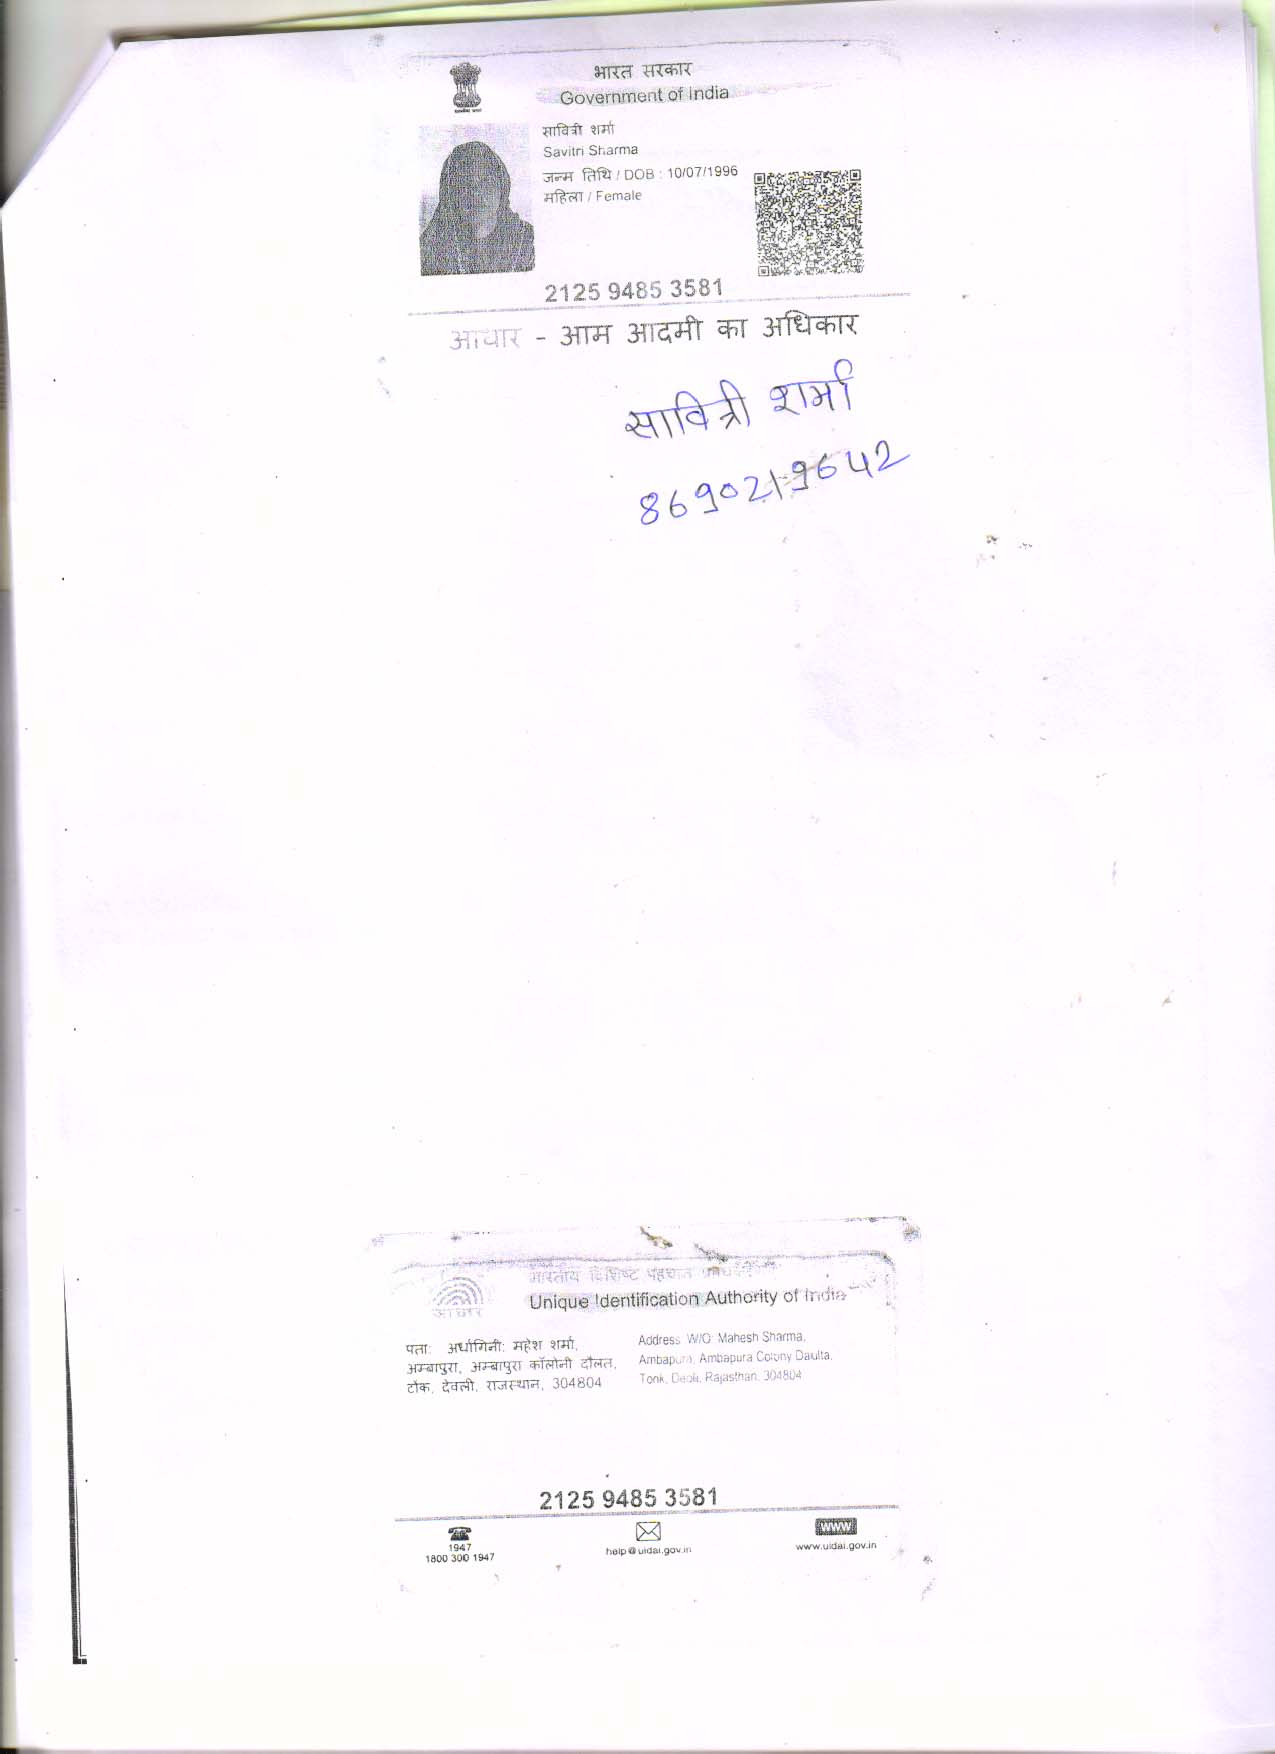 भारत सरकार
Government of India
सावित्री शर्मा
Savitri Sharma
जन्म तिथि / DOB : 10/07/1996
महिला / Female
2125 9485 3581
आधार - आम आदमी का अधिकार
सावित्री शर्मा
8690219642
भारतीय विशिष्ट पहचान
Unique Identification Authority of India
आधार
पता: अर्धांगिनी: महेश शर्मा,
अम्बापुरा, अम्बापुरा कॉलोनी दौलत,
टोंक, देवली, राजस्थान, 304804
Address: W/O: Mahesh Sharma,
Ambapura, Ambapura Colony Daulta,
Tonk, Deoli, Rajasthan, 304804
2125 9485 3581
1947
1800 300 1947
help@uidai.gov.in
www
www.uidai.gov.in